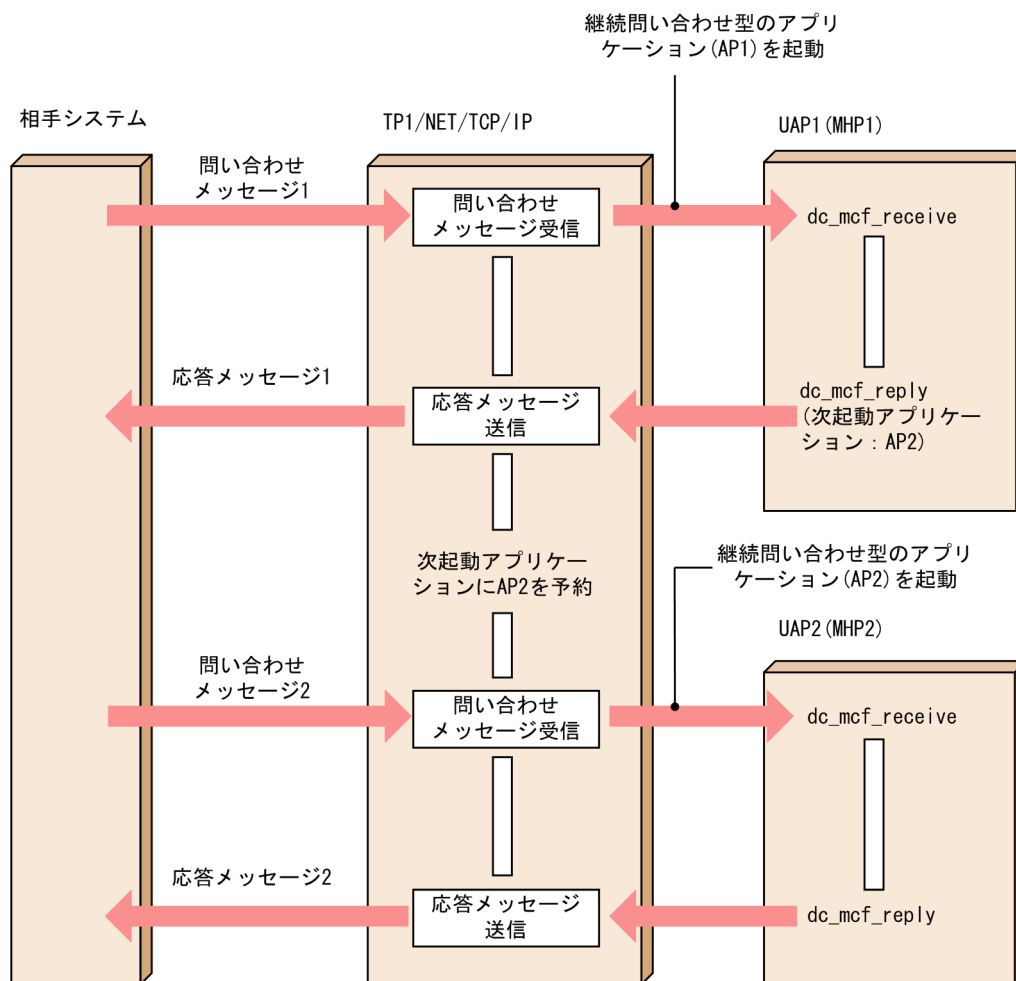 継続問い合わせ型のアプリ
ケーション(AP1)を起動
相手システム
TP1/NET/TCP/IP
UAP1(MHP1)
問い合わせ
メッセージ1
問い合わせ
メッセージ受信
dc_mcf_receive
応答メッセージ1
応答メッセージ
送信
dc_mcf_reply
(次起動アプリケー
ション：AP2)
次起動アプリケー
ションにAP2を予約
継続問い合わせ型のアプリ
ケーション(AP2)を起動
UAP2(MHP2)
問い合わせ
メッセージ2
問い合わせ
メッセージ受信
dc_mcf_receive
応答メッセージ2
応答メッセージ
送信
dc_mcf_reply